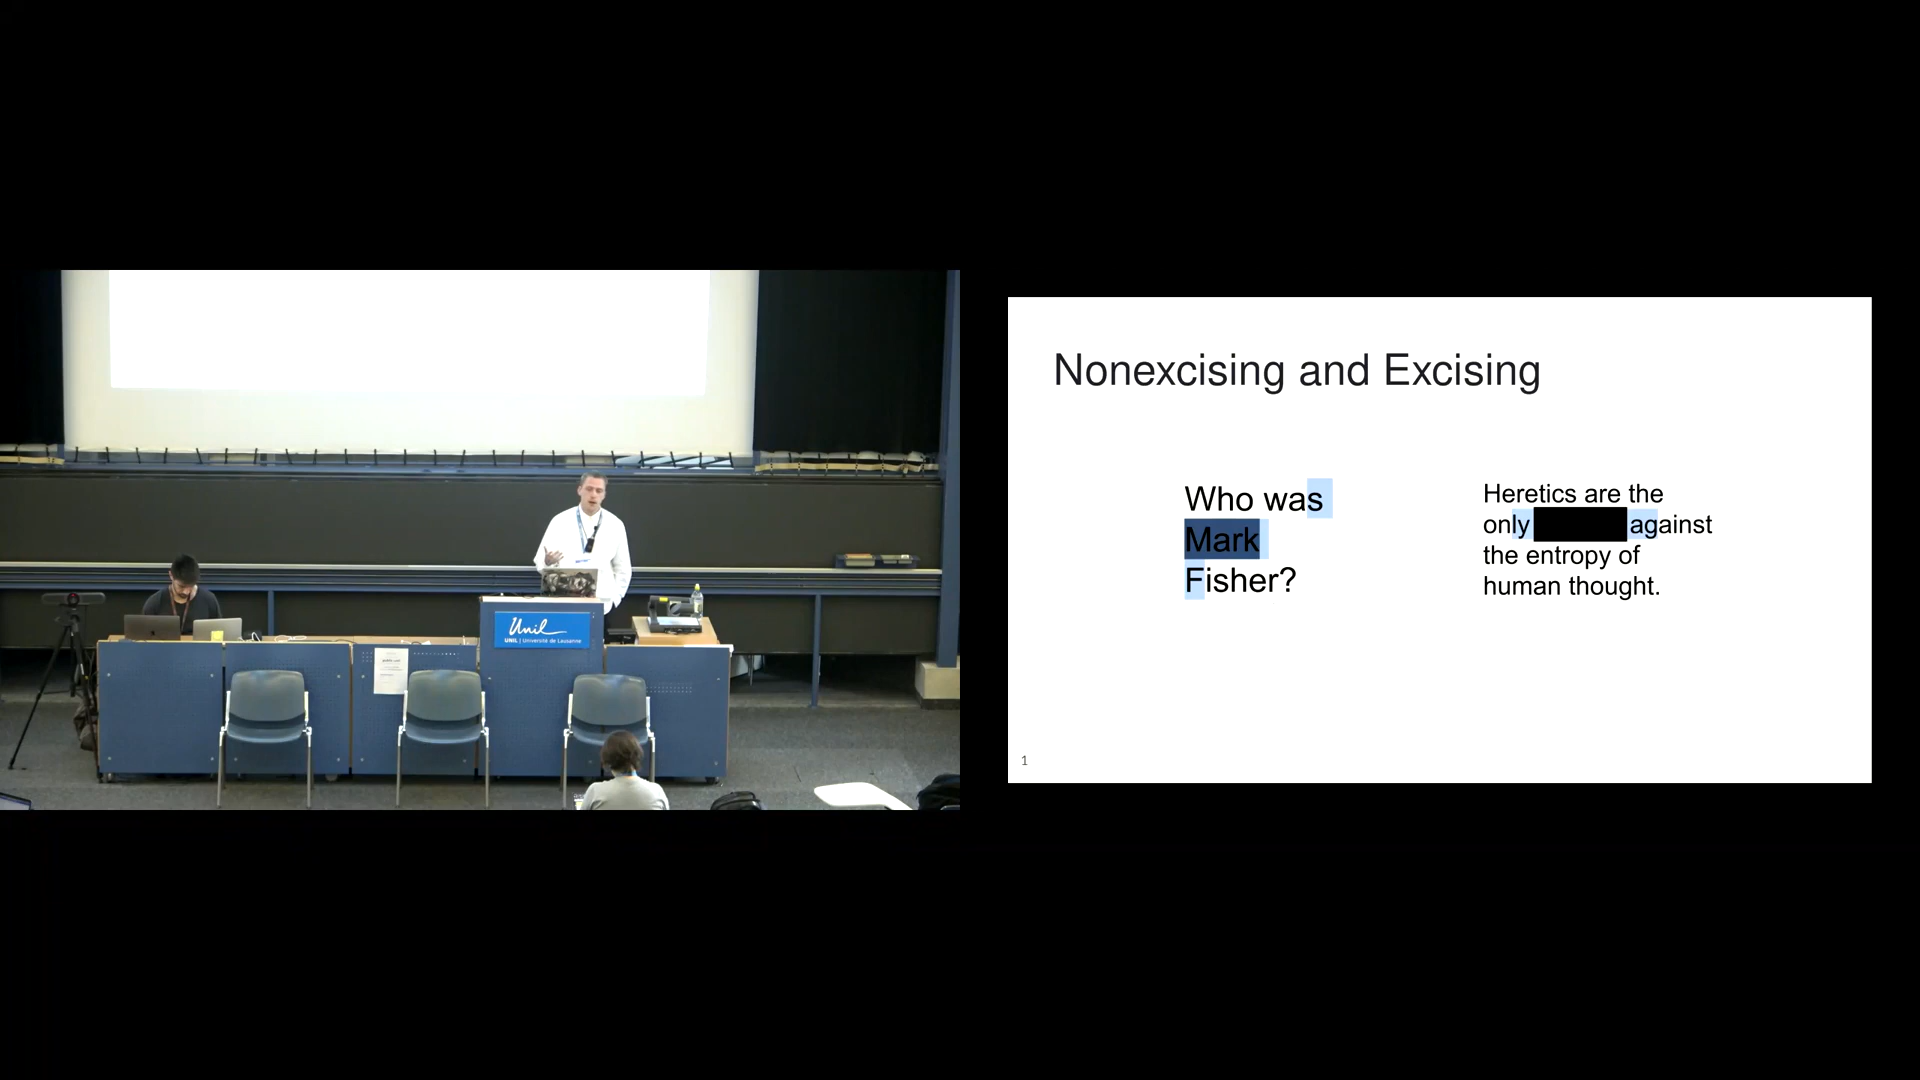 Unil
UNIL | Université de Lausanne
Nonexcising and Excising
Who was
Mark
Fisher?
Heretics are the
only against
the entropy of
human thought.
1